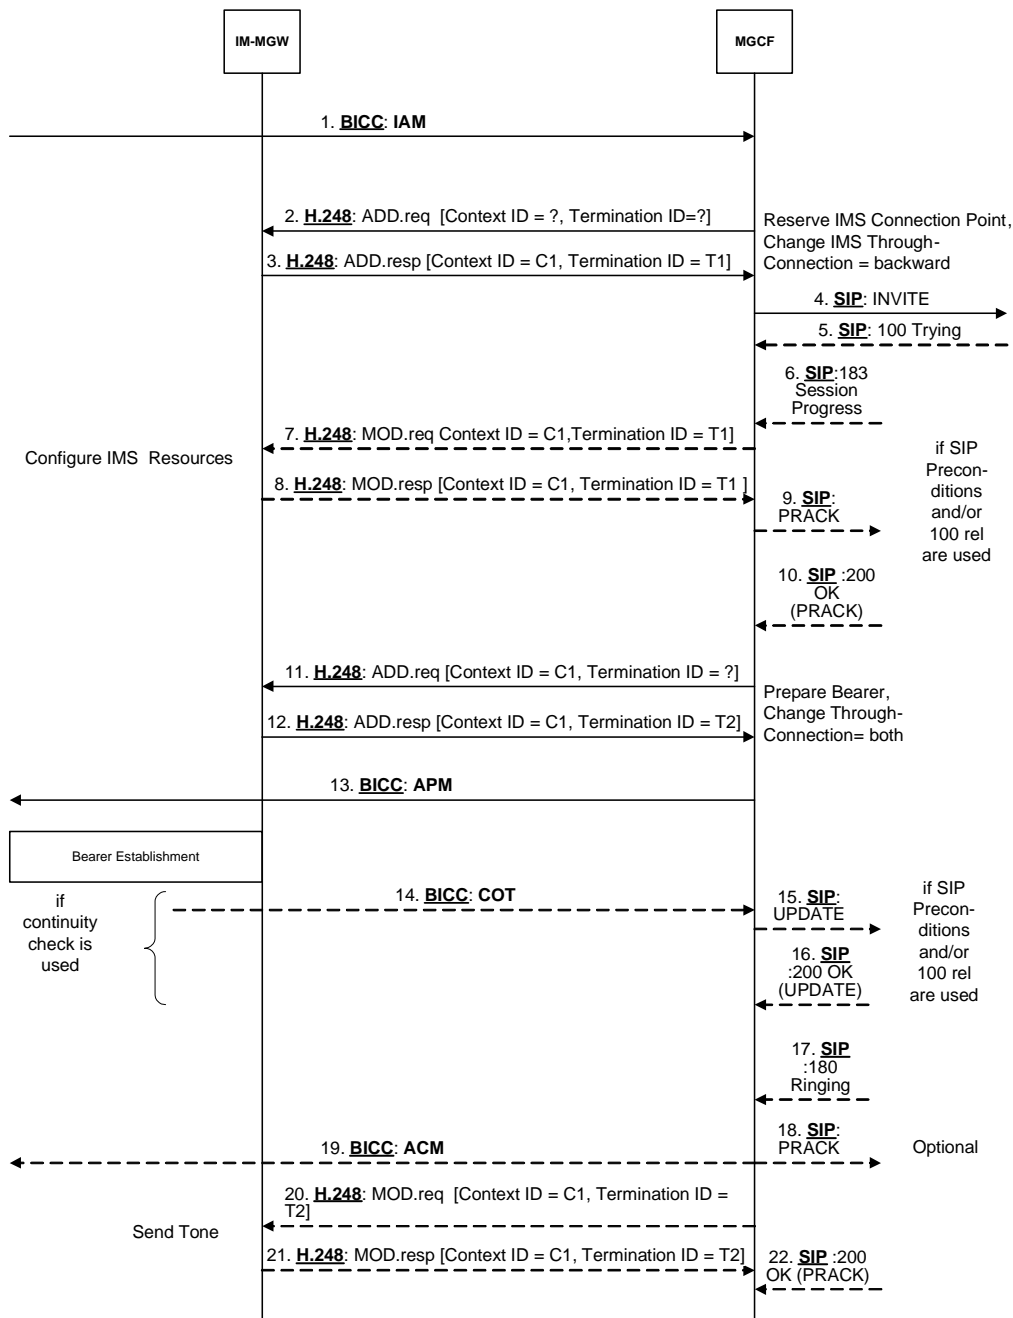 IM-MGW
MGCF
1. BICC: IAM
2. H.248: ADD.req [Context ID = ?, Termination ID=?]
Reserve IMS Connection Point,
Change IMS Through-
Connection = backward
3. H.248: ADD.resp [Context ID = C1, Termination ID = T1]
4. SIP: INVITE
5. SIP: 100 Trying
6. SIP:183
Session
Progress
7. H.248: MOD.req Context ID = C1,Termination ID = T1]
Configure IMS Resources
if SIP
Precon-
ditions
and/or
100 rel
are used
8. H.248: MOD.resp [Context ID = C1, Termination ID = T1 ]
9. SIP:
PRACK
10. SIP :200
OK
(PRACK)
11. H.248: ADD.req [Context ID = C1, Termination ID = ?]
Prepare Bearer,
Change Through-
Connection= both
12. H.248: ADD.resp [Context ID = C1, Termination ID = T2]
13. BICC: APM
Bearer Establishment
if
continuity
check is
used
14. BICC: COT
15. SIP:
UPDATE
if SIP
Precon-
ditions
and/or
100 rel
are used
16. SIP
:200 OK
(UPDATE)
17. SIP
:180
Ringing
18. SIP:
PRACK
Optional
19. BICC: ACM
20. H.248: MOD.req [Context ID = C1, Termination ID =
T2]
Send Tone
21. H.248: MOD.resp [Context ID = C1, Termination ID = T2]
22. SIP :200
OK (PRACK)